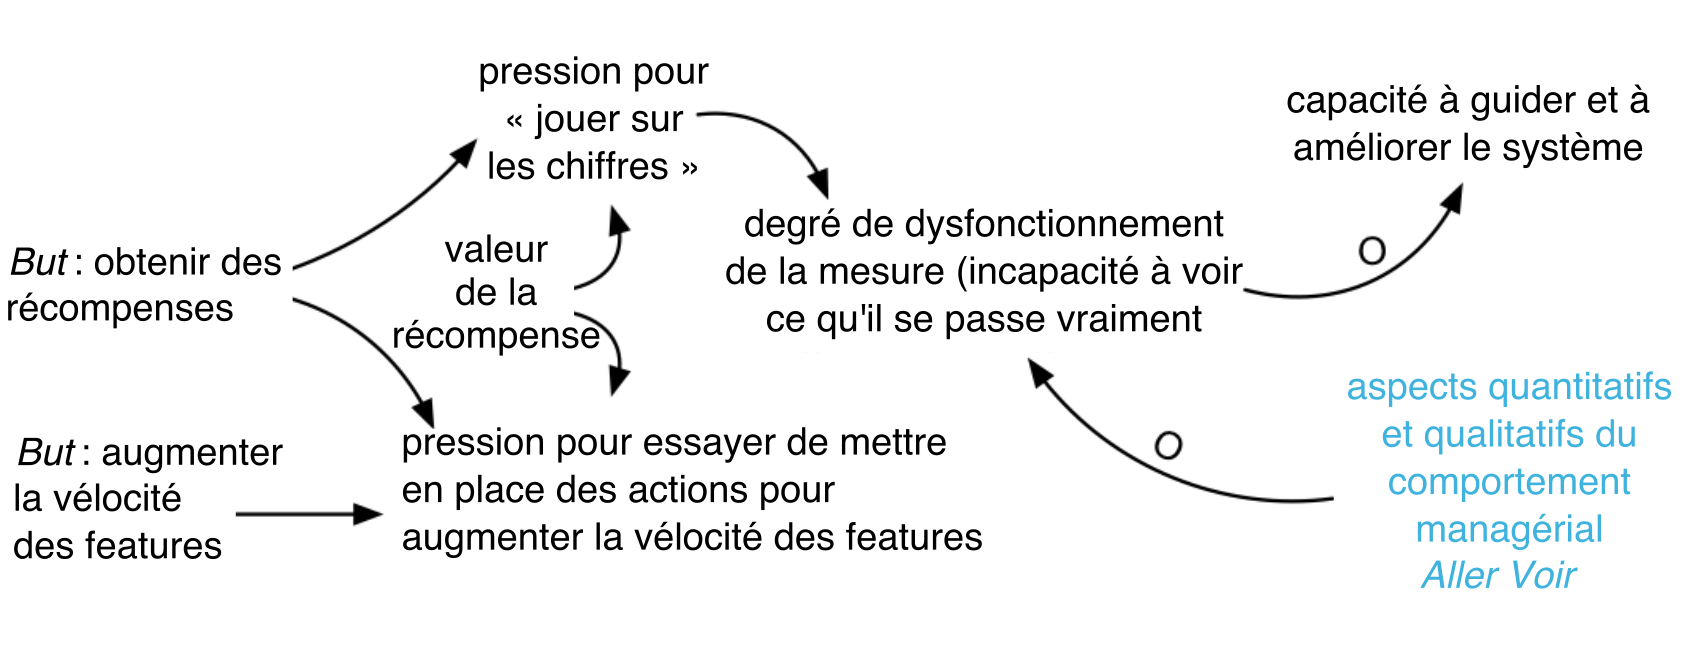 pression pour
« jouer sur
les chiffres »
capacité à guider et à
améliorer le système
But : obtenir des
récompenses
valeur
de la
récompense
degré de dysfonctionnement
de la mesure (incapacité à voir
ce qu'il se passe vraiment
O
O
But : augmenter
la vélocité
des features
pression pour essayer de mettre
en place des actions pour
augmenter la vélocité des features
aspects quantitatifs
et qualitatifs du
comportement
managérial
Aller Voir